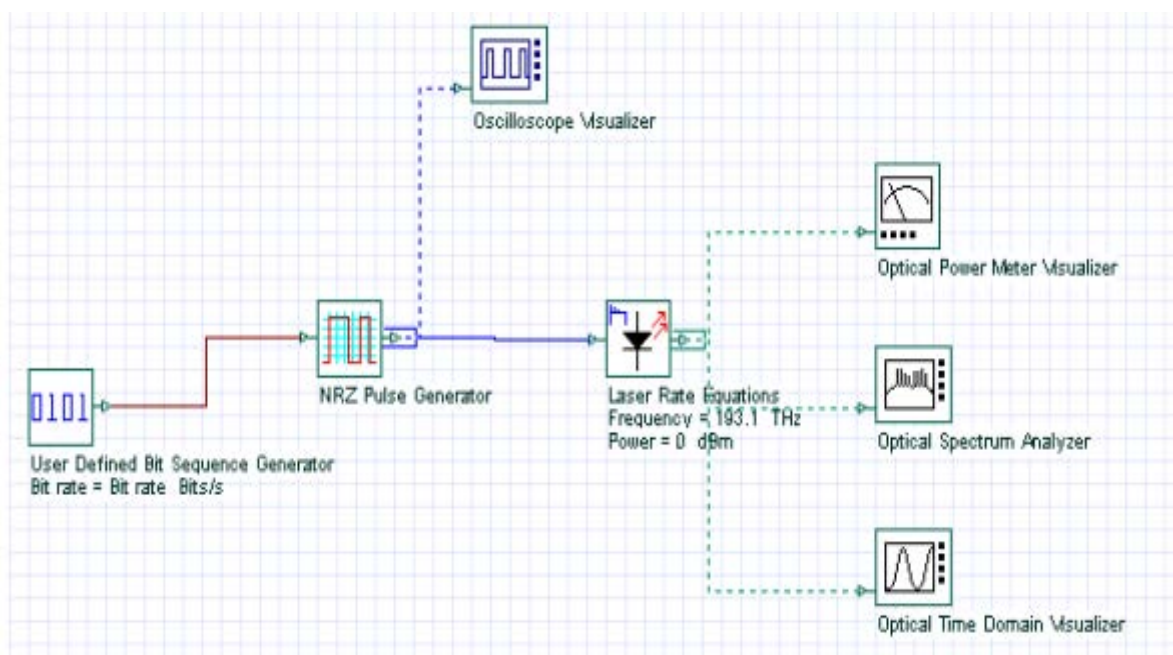 Oscilloscope Visualizer
Optical Power Meter Visualizer
NRZ Pulse Generator
Laser Rate Equations
Frequency = 193.1 THz
Power = 0 dBm
Optical Spectrum Analyzer
0101
User Defined Bit Sequence Generator
Bit rate = Bit rate Bits/s
Optical Time Domain Visualizer